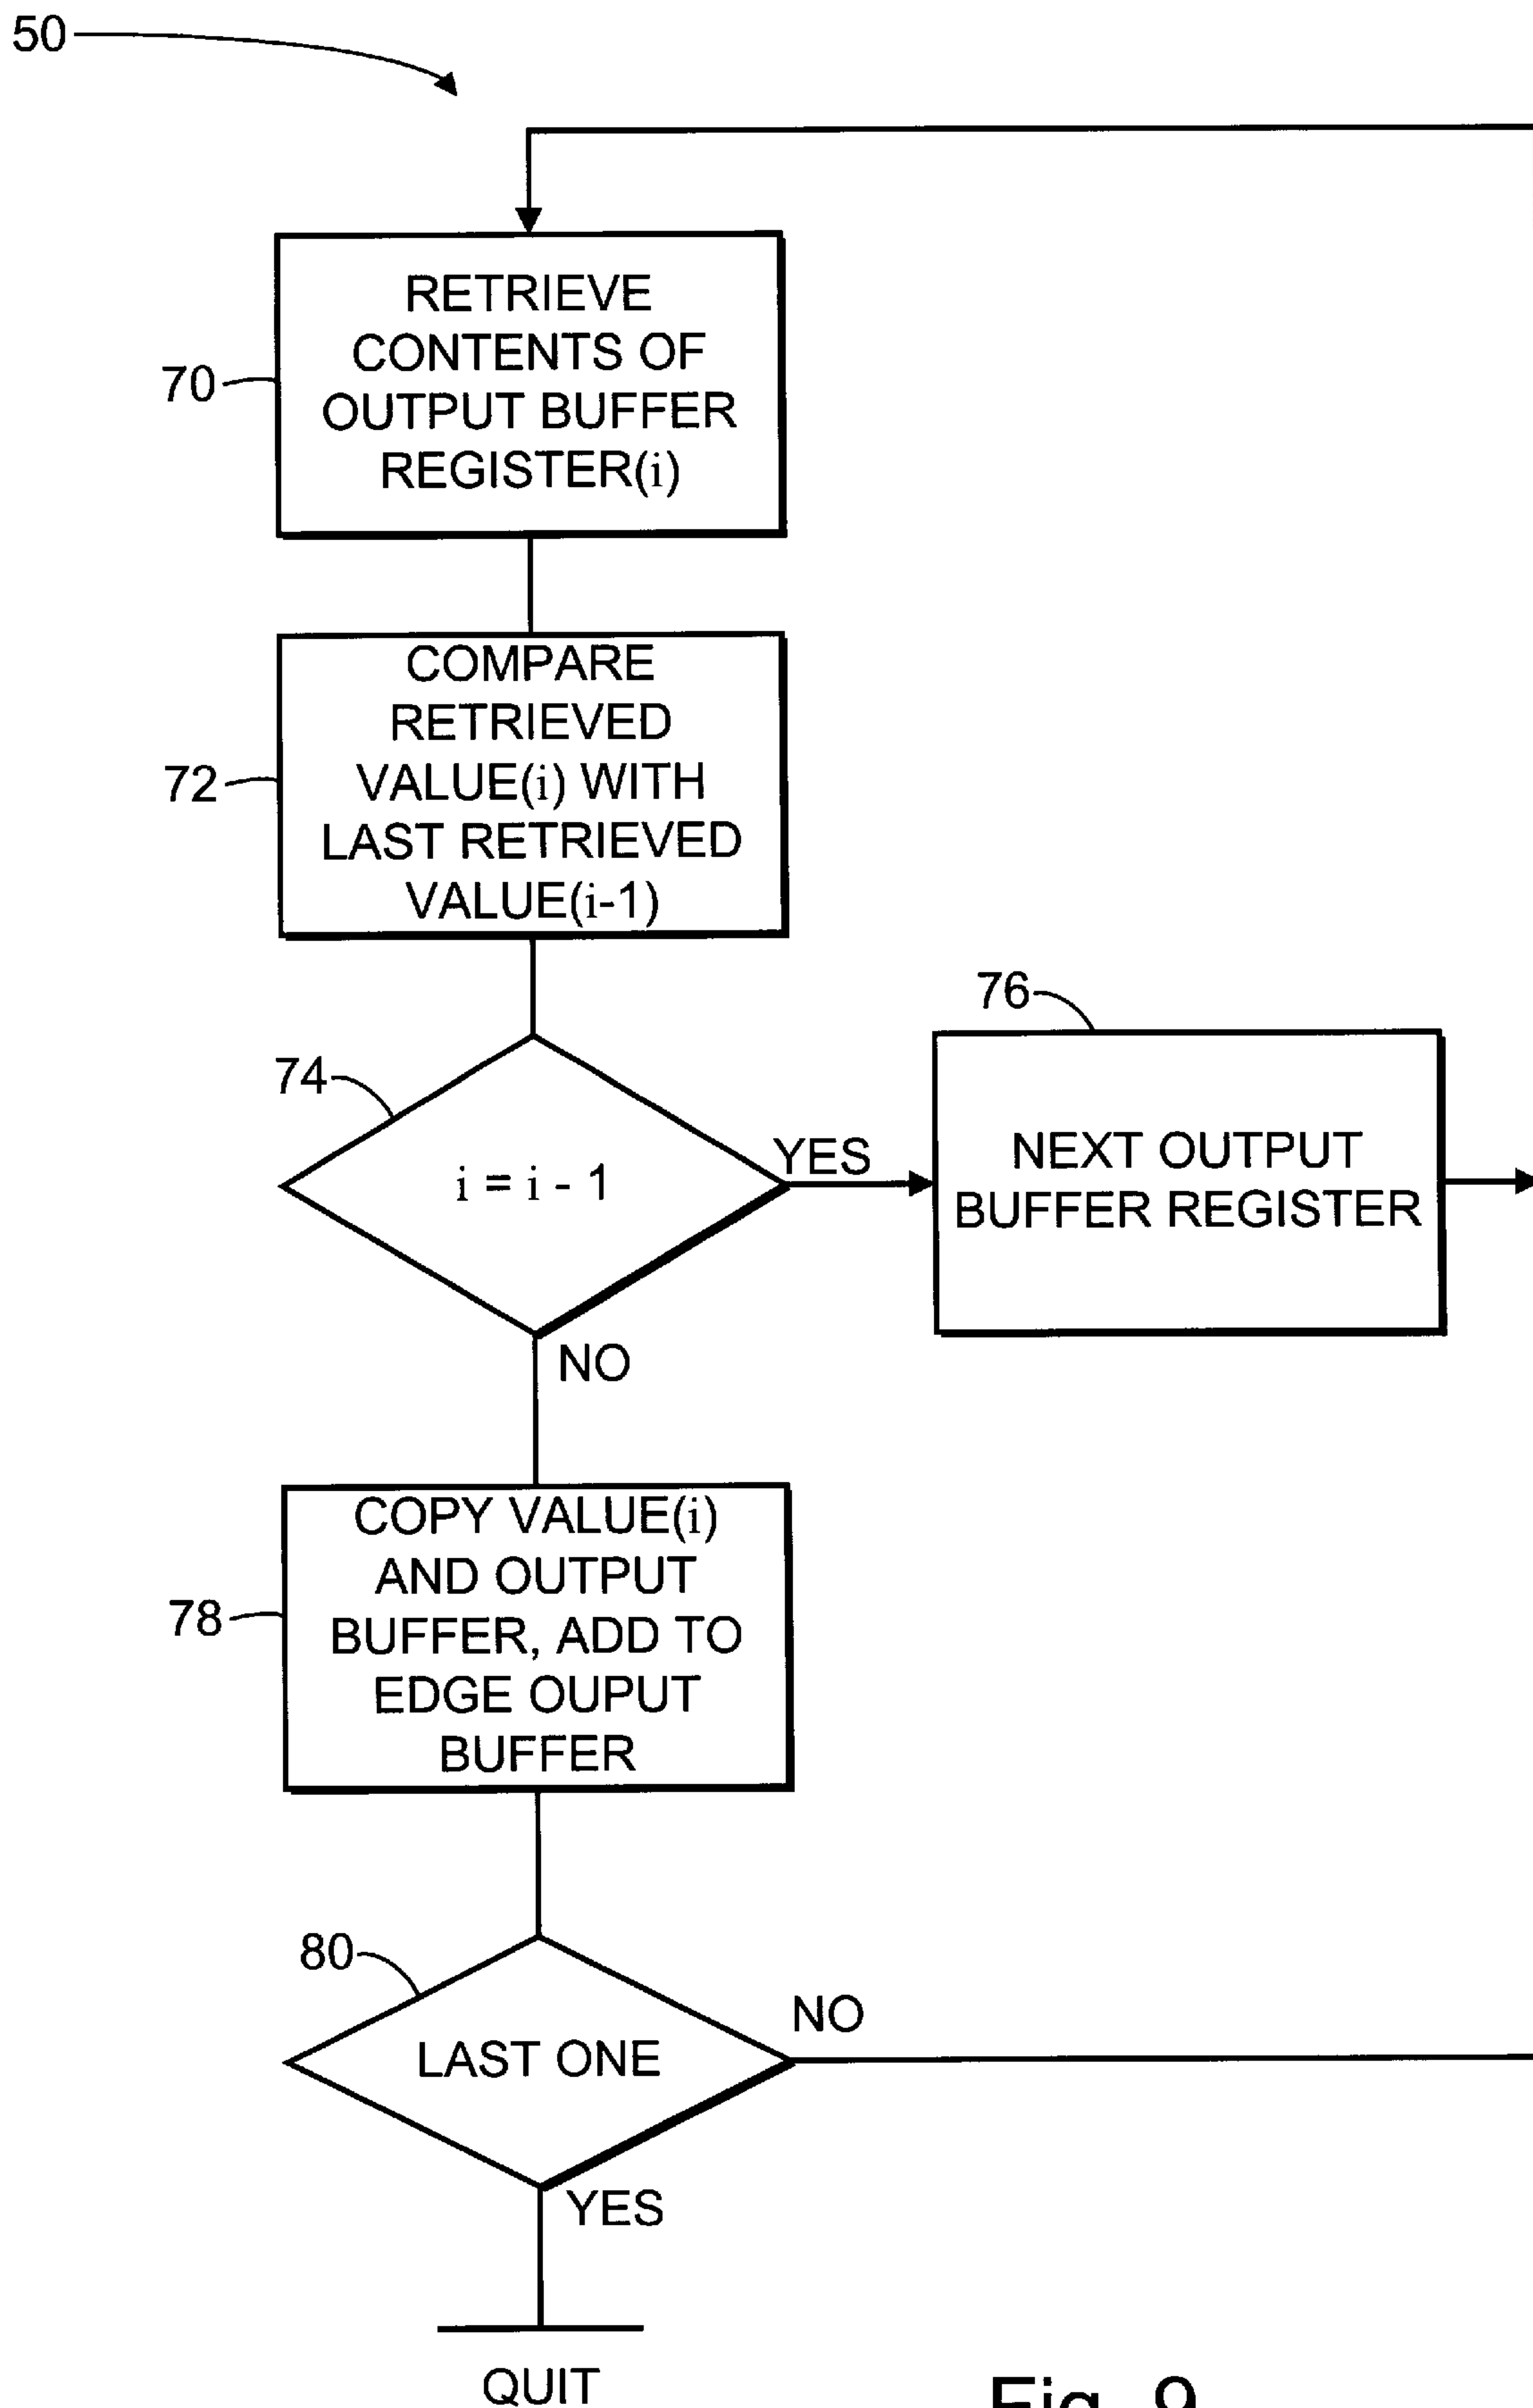 50
70
RETRIEVE
CONTENTS OF
OUTPUT BUFFER
REGISTER(i)
72
COMPARE
RETRIEVED
VALUE(i) WITH
LAST RETRIEVED
VALUE(i-1)
74
i = i - 1
YES
NO
76
NEXT OUTPUT
BUFFER REGISTER
78
COPY VALUE(i)
AND OUTPUT
BUFFER, ADD TO
EDGE OUPUT
BUFFER
80
LAST ONE
NO
YES
QUIT
Fig. 9